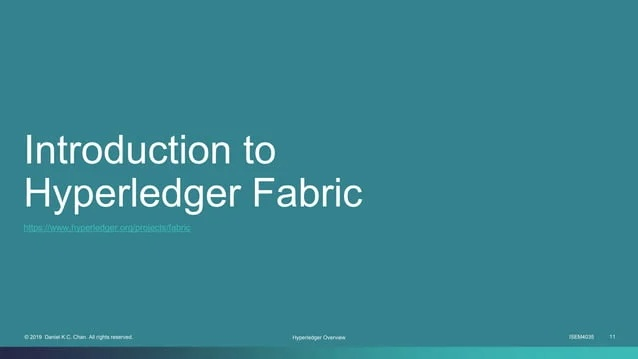 Introduction to
Hyperledger Fabric
https://www.hyperledger.org/projects/fabric
© 2019 Daniel K.C. Chan. All rights reserved.
Hyperledger Overview
ISEM4035
11